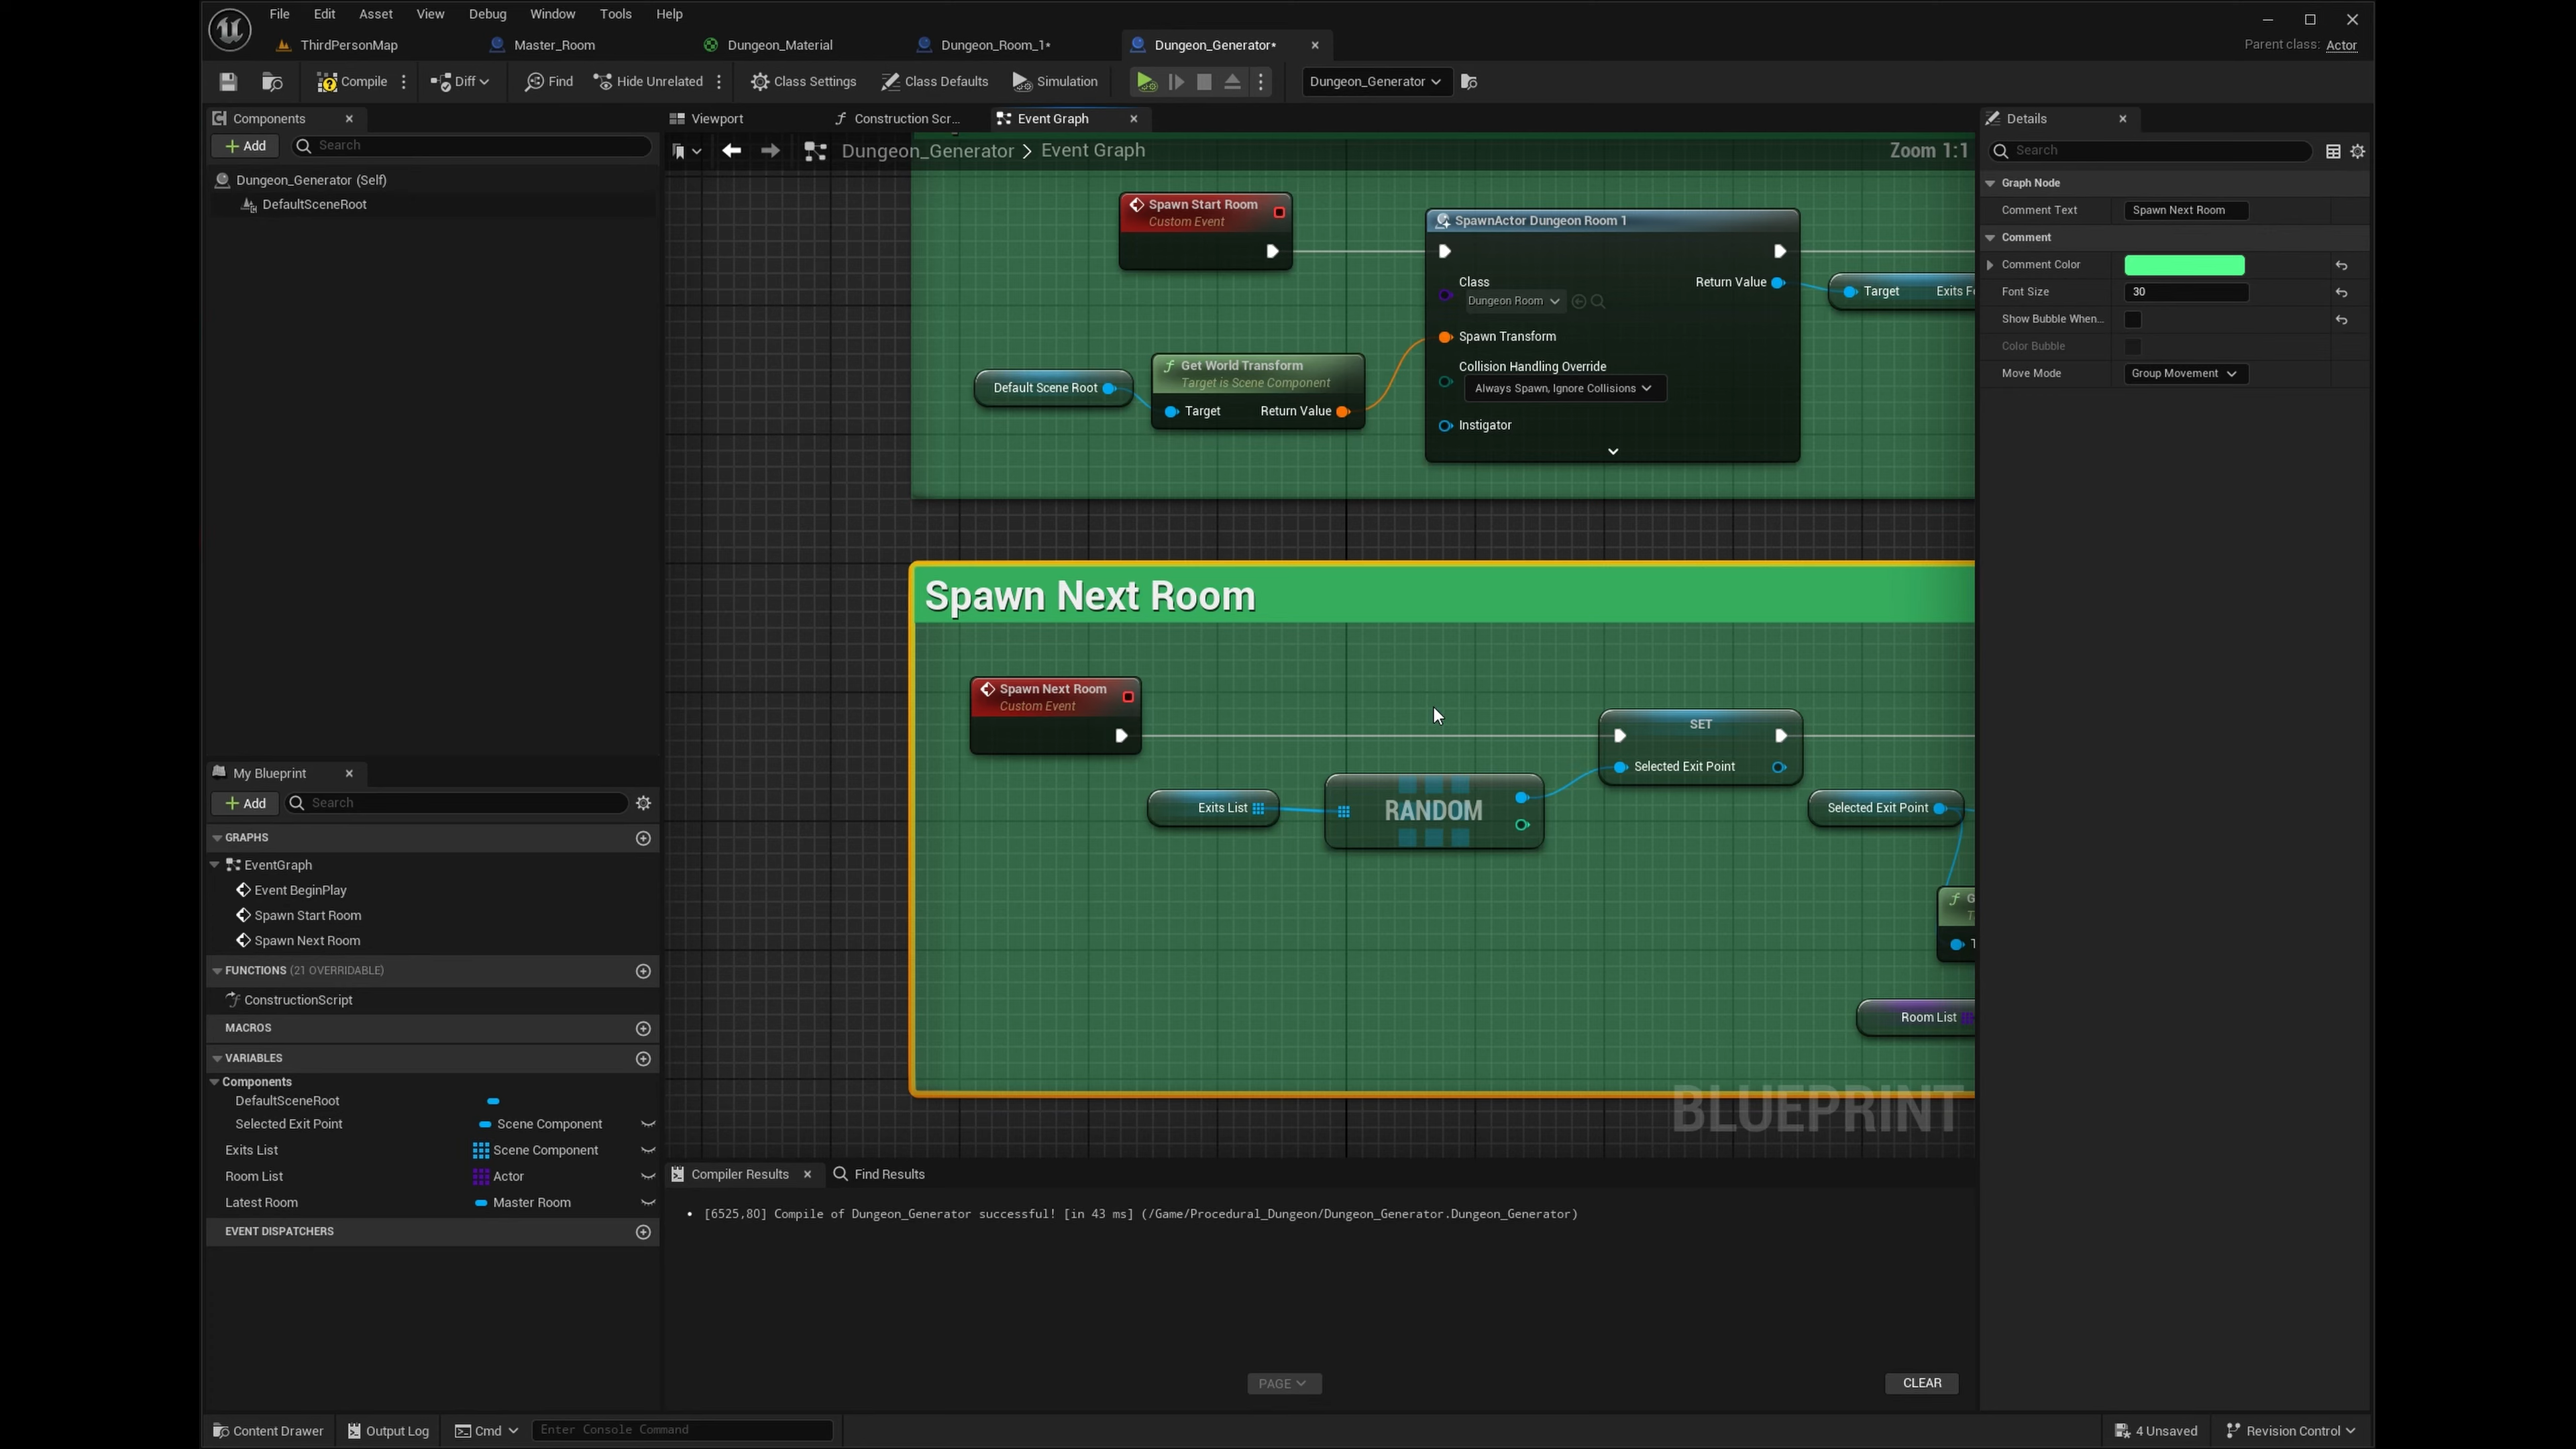 File Edit Asset View Debug Window Tools Help
ThirdPersonMap Master_Room Dungeon_Material Dungeon_Room_1* Dungeon_Generator* Parent class: Actor
Compile Diff Find Hide Unrelated Class Settings Class Defaults Simulation Dungeon_Generator
Components
Add Search
Dungeon_Generator (Self)
DefaultSceneRoot
My Blueprint
Add Search
GRAPHS
EventGraph
Event BeginPlay
Spawn Start Room
Spawn Next Room
FUNCTIONS (21 OVERRIDABLE)
ConstructionScript
MACROS
VARIABLES
Components
DefaultSceneRoot
Selected Exit Point Scene Component
Exits List Scene Component
Room List Actor
Latest Room Master Room
EVENT DISPATCHERS
Viewport Construction Scr... Event Graph
Dungeon_Generator > Event Graph Zoom 1:1
Spawn Start Room
Custom Event
SpawnActor Dungeon Room 1
Class Return Value
Dungeon Room
Spawn Transform
Collision Handling Override
Always Spawn, Ignore Collisions
Instigator
Target Exits F
Default Scene Root
Get World Transform
Target is Scene Component
Target Return Value
Spawn Next Room
Spawn Next Room
Custom Event
SET
Selected Exit Point
Exits List
RANDOM
Selected Exit Point
Room List
BLUEPRINT
Compiler Results Find Results
• [6525,80] Compile of Dungeon_Generator successful! [in 43 ms] (/Game/Procedural_Dungeon/Dungeon_Generator.Dungeon_Generator)
PAGE CLEAR
Details
Search
Graph Node
Comment Text Spawn Next Room
Comment
Comment Color
Font Size 30
Show Bubble When...
Color Bubble
Move Mode Group Movement
Content Drawer Output Log Cmd Enter Console Command 4 Unsaved Revision Control